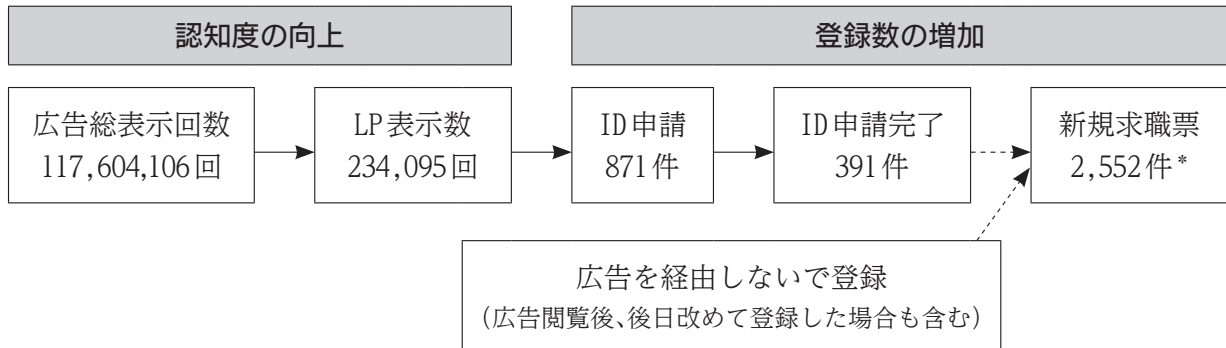 認知度の向上
登録数の増加
広告総表示回数
117,604,106回
LP表示数
234,095回
ID申請
871件
ID申請完了
391件
新規求職票
2,552件*
広告を経由しないで登録
(広告閲覧後、後日改めて登録した場合も含む)